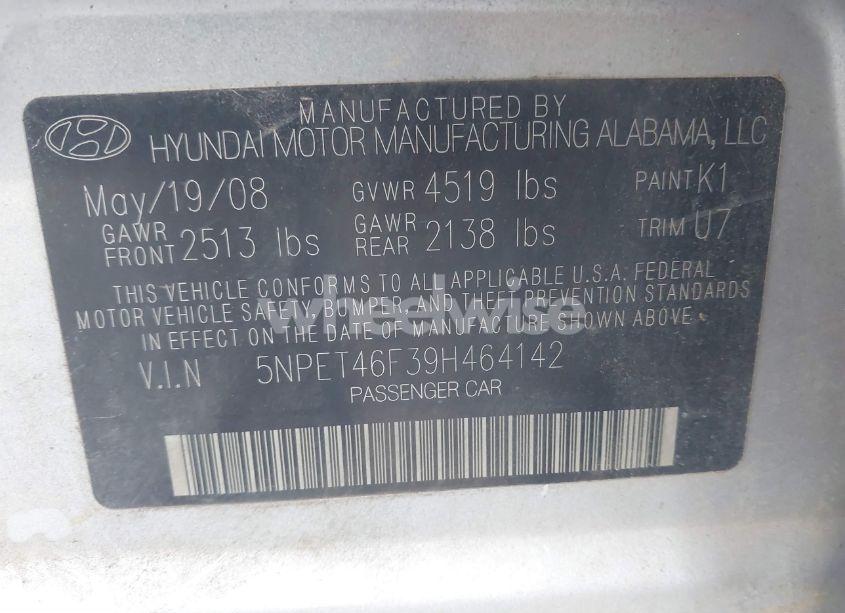 MANUFACTURED BY
HYUNDAI MOTOR MANUFACTURING ALABAMA, LLC
May/19/08 GVWR 4519 lbs PAINT K1
GAWR FRONT 2513 lbs GAWR REAR 2138 lbs TRIM U7
THIS VEHICLE CONFORMS TO ALL APPLICABLE U.S.A. FEDERAL
MOTOR VEHICLE SAFETY, BUMPER, AND THEFT PREVENTION STANDARDS
IN EFFECT ON THE DATE OF MANUFACTURE SHOWN ABOVE.
wheelwise
V.I.N 5NPET46F39H464142
PASSENGER CAR